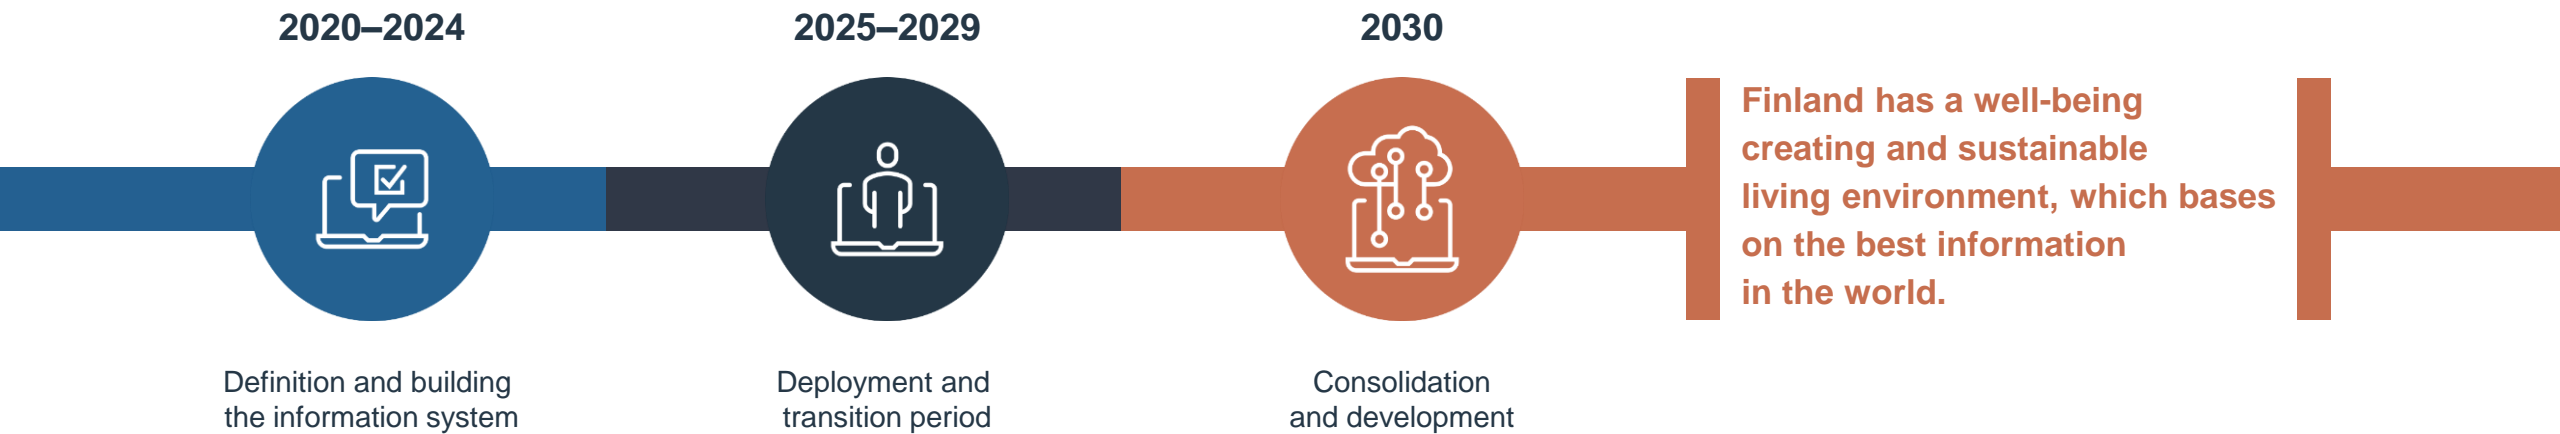 2020–2024
Definition and building
the information system
2025–2029
Deployment and
transition period
2030
Consolidation
and development
Finland has a well-being
creating and sustainable
living environment, which bases
on the best information
in the world.